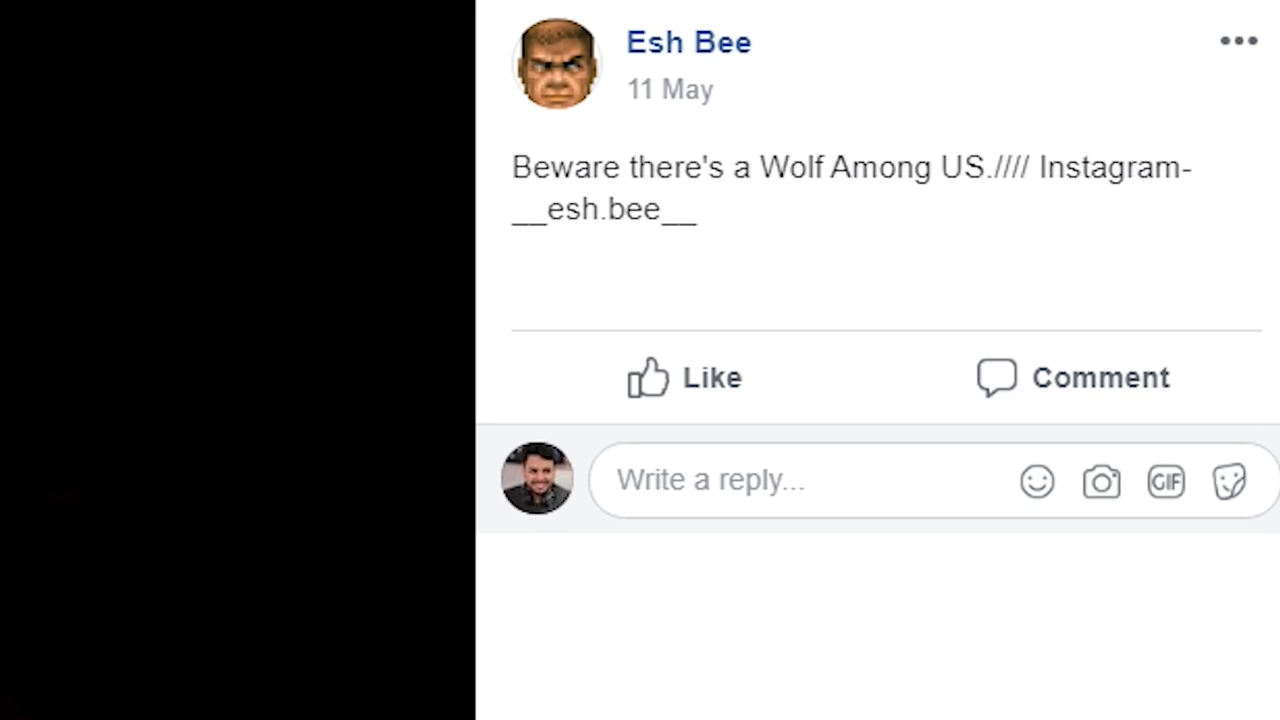 Esh Bee
11 May
Beware there's a Wolf Among US.//// Instagram-
__esh.bee__
Like
Comment
Write a reply...
GIF